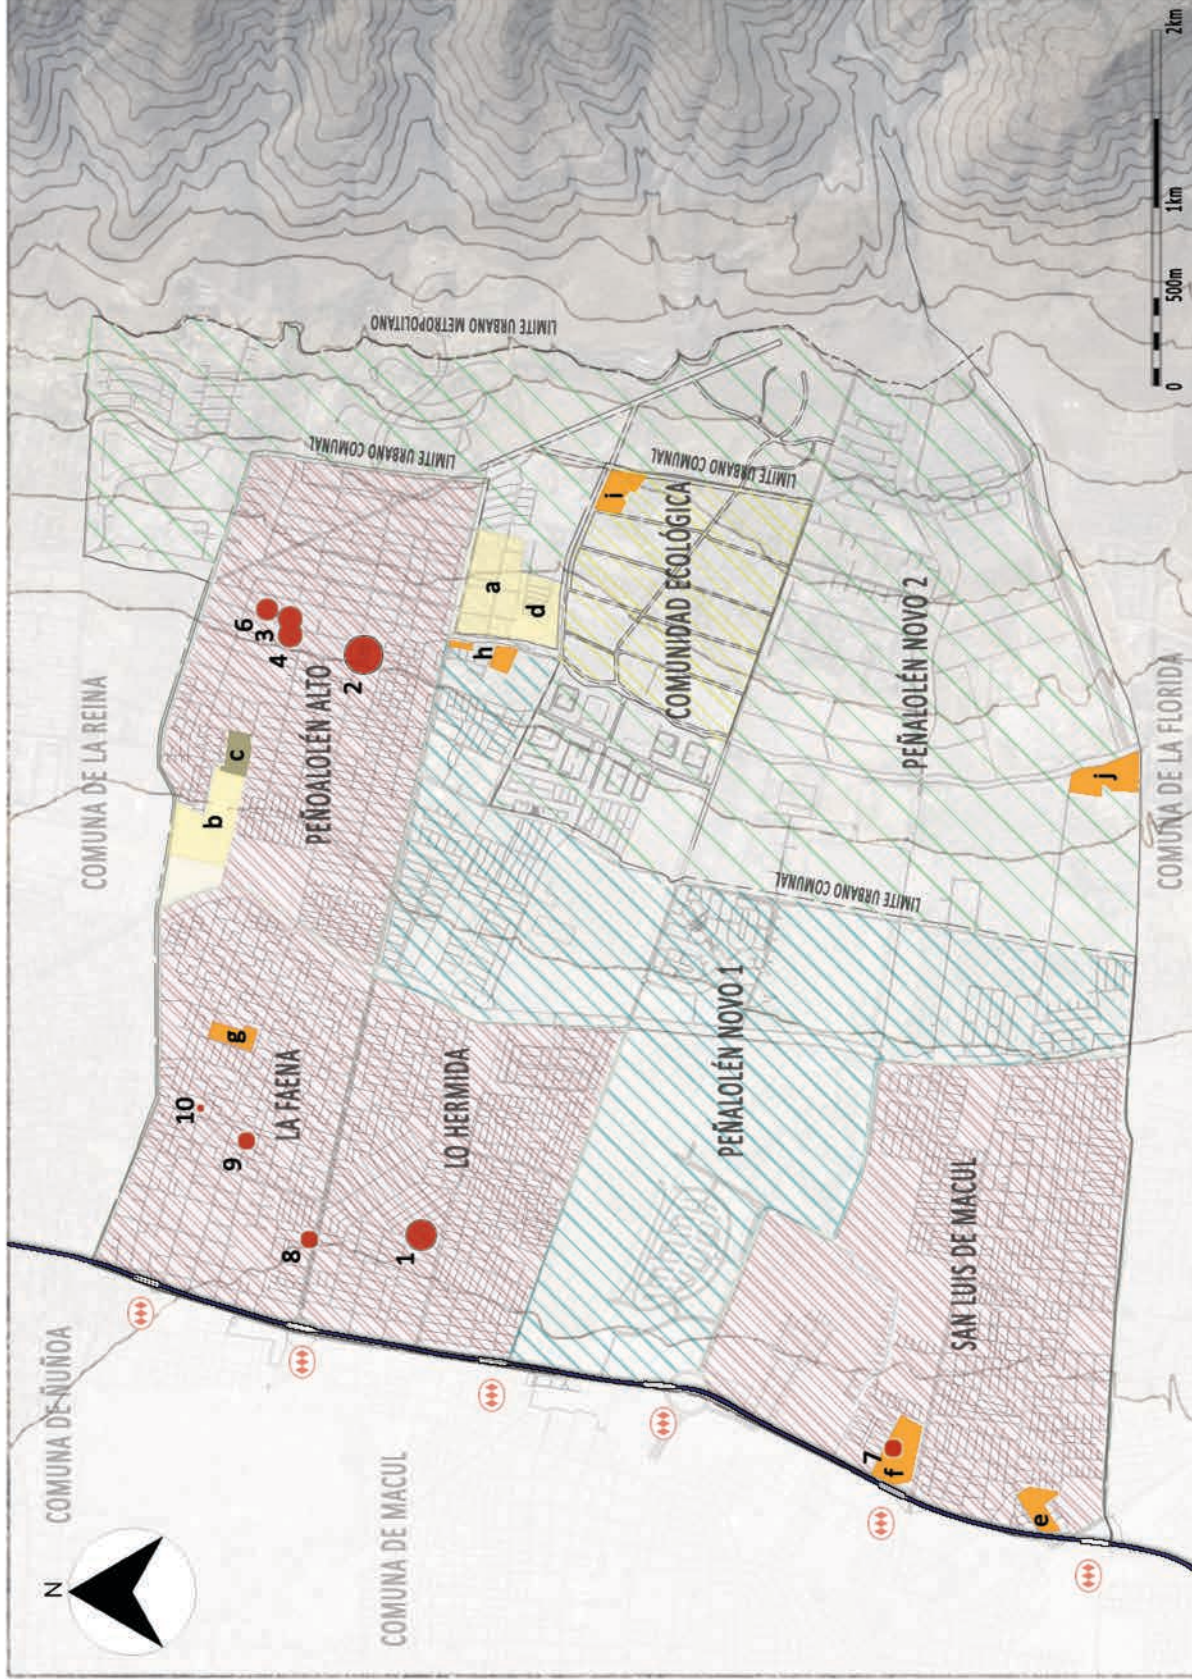 N
COMUNA DE ÑUÑOA
COMUNA DE LA REINA
COMUNA DE MACUL
10
9
8
1
g
LA FAENA
LO HERMIDA
b
c
PEÑOALOLÉN ALTO
6
3
4
2
LIMITE URBANO COMUNAL
LIMITE URBANO METROPOLITANO
a
d
h
i
COMUNIDAD ECOLÓGICA
LIMITE URBANO COMUNAL
PEÑALOLÉN NOVO 1
PEÑALOLÉN NOVO 2
LIMITE URBANO COMUNAL
7
f
e
SAN LUIS DE MACUL
j
COMUNA DE LA FLORIDA
0
500m
1km
2km